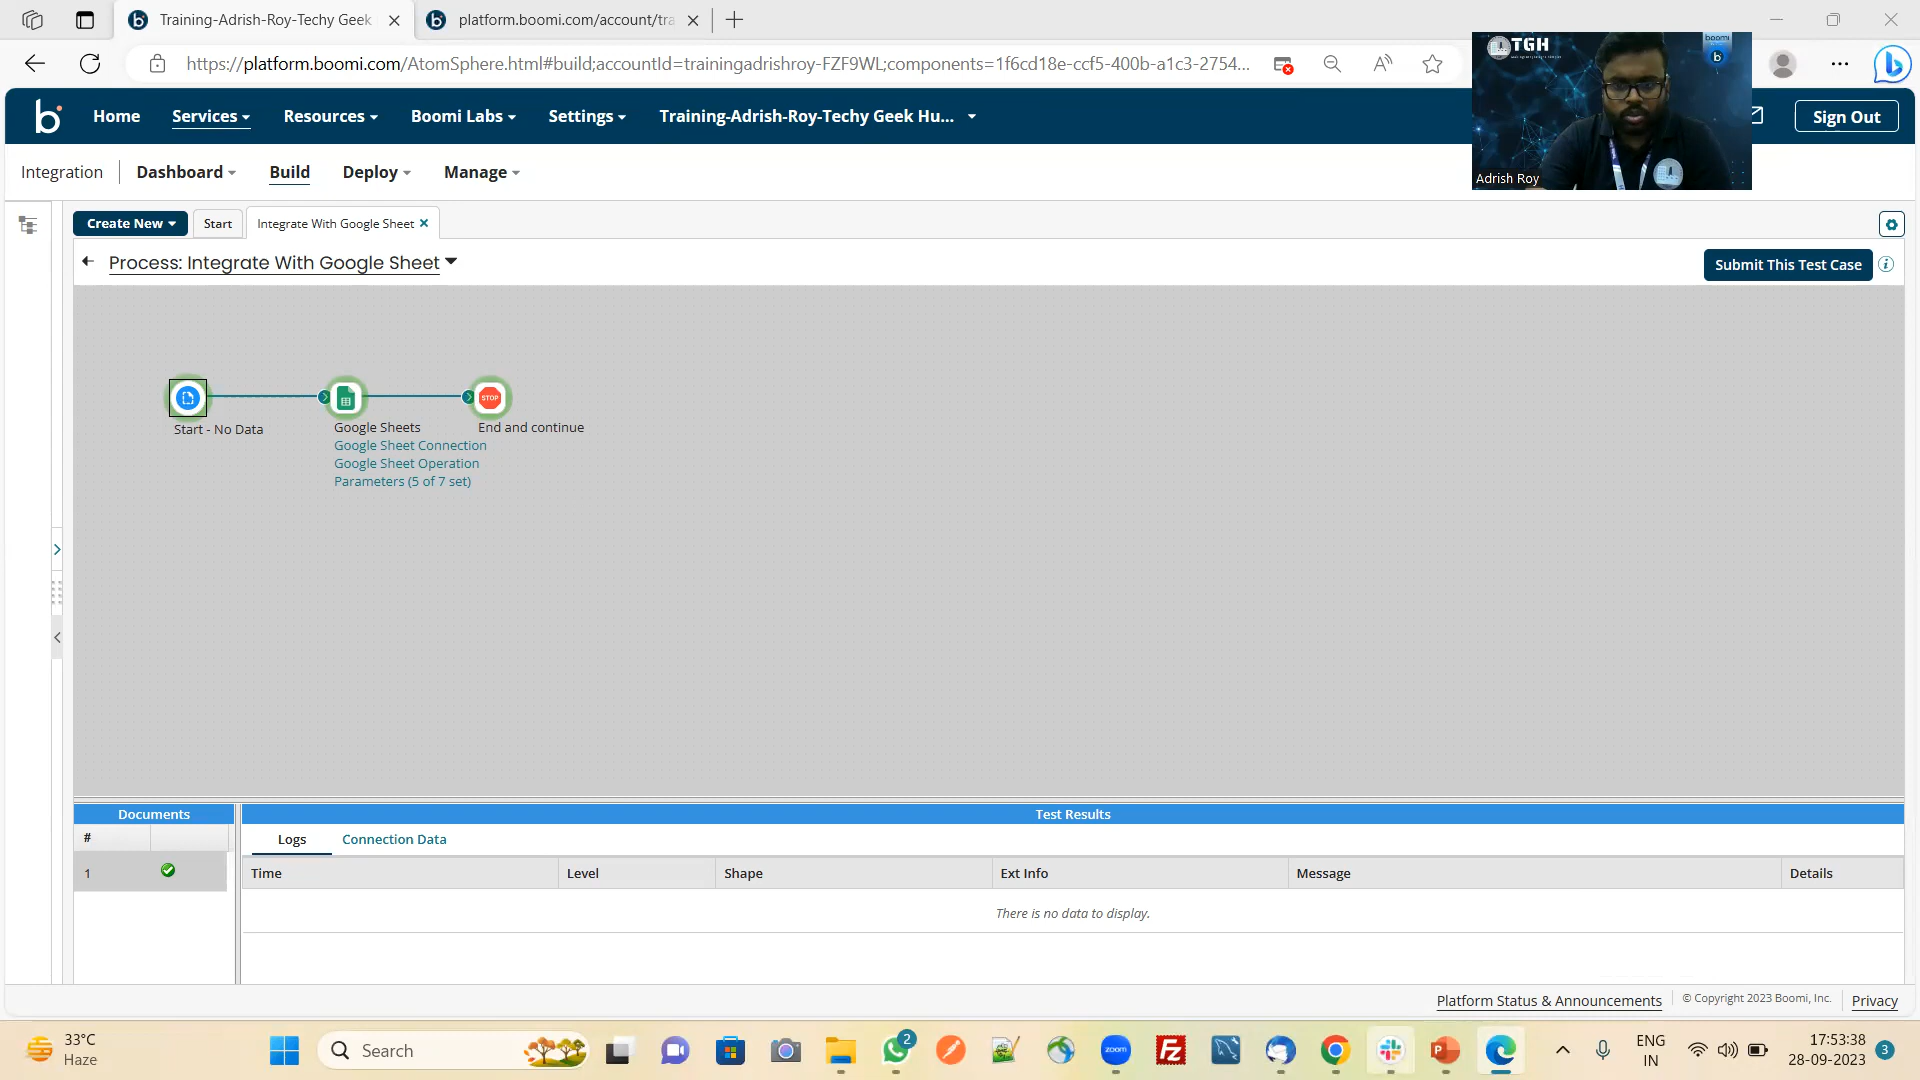 Training-Adrish-Roy-Techy Geek
platform.boomi.com/account/tra
https://platform.boomi.com/AtomSphere.html#build;accountId=trainingadrishroy-FZF9WL;components=1f6cd18e-ccf5-400b-a1c3-2754...
TGH
boomi
Adrish Roy
Home
Services
Resources
Boomi Labs
Settings
Training-Adrish-Roy-Techy Geek Hu...
Sign Out
Integration
Dashboard
Build
Deploy
Manage
Create New
Start
Integrate With Google Sheet
Process: Integrate With Google Sheet
Submit This Test Case
Start - No Data
Google Sheets
Google Sheet Connection
Google Sheet Operation
Parameters (5 of 7 set)
STOP
End and continue
Documents
#
1
Test Results
Logs
Connection Data
Time
Level
Shape
Ext Info
Message
Details
There is no data to display.
Platform Status & Announcements
© Copyright 2023 Boomi, Inc.
Privacy
33°C
Haze
Search
2
zoom
ENG
IN
17:53:38
28-09-2023
3